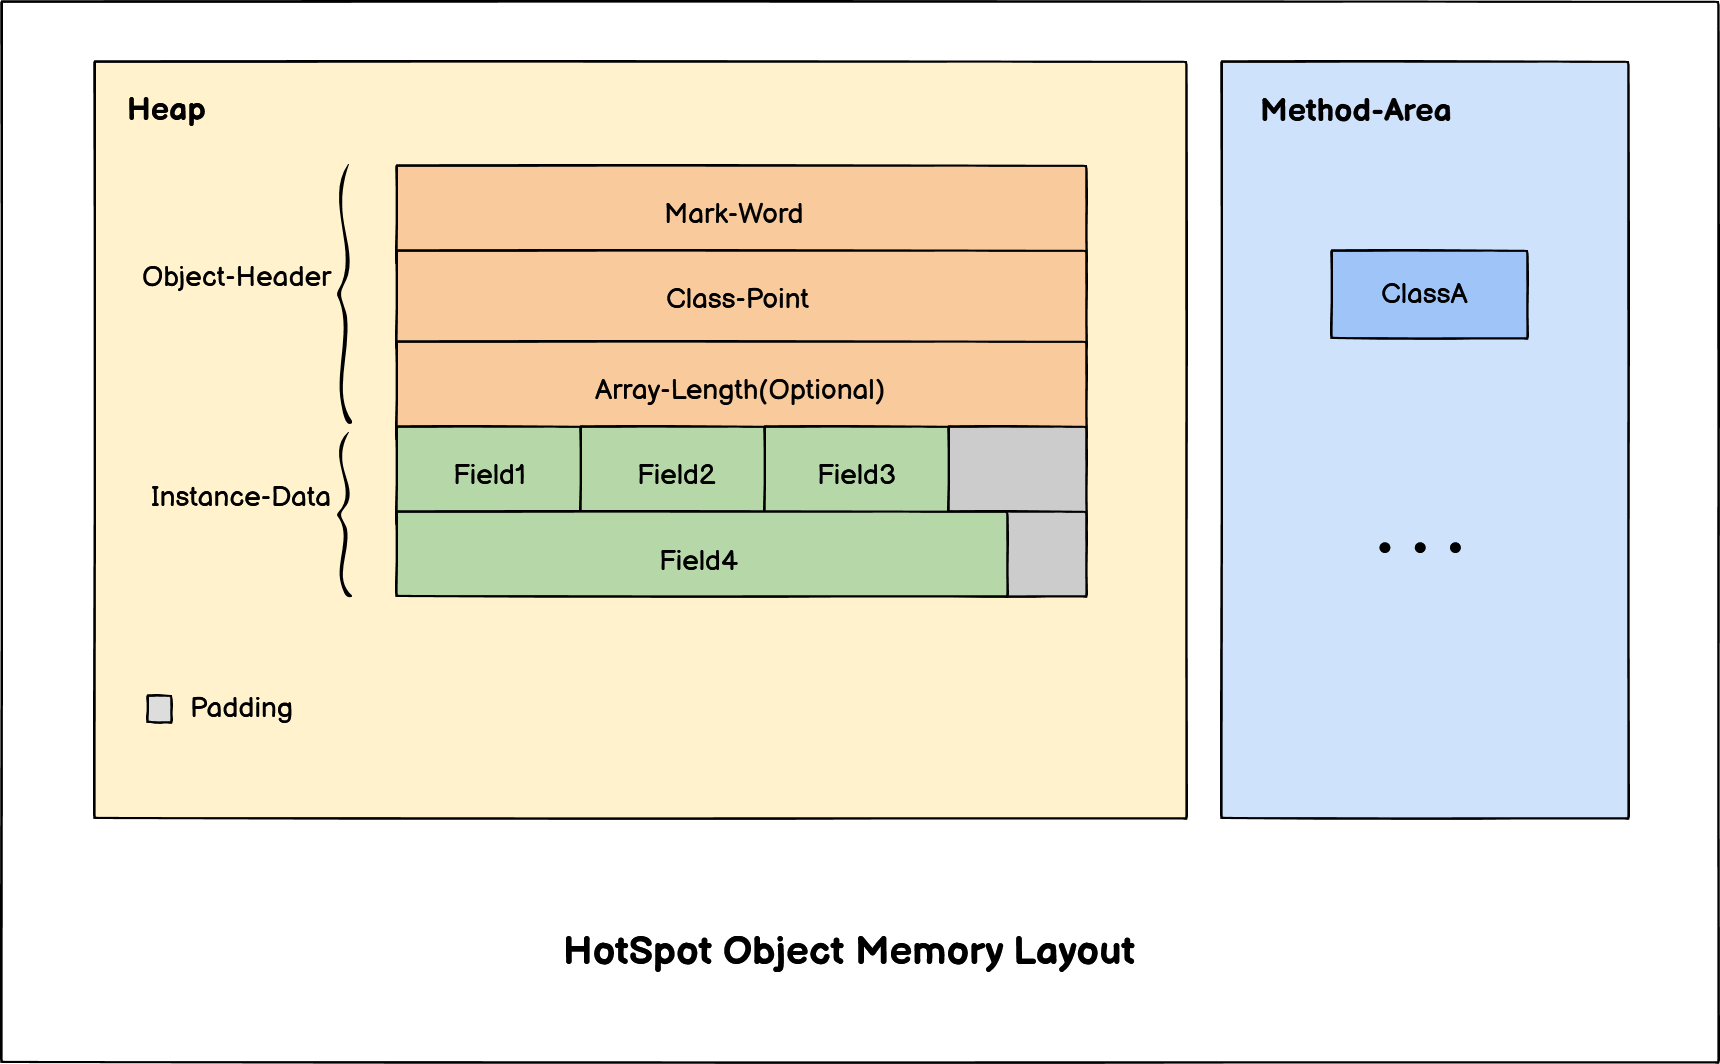 Heap
Method-Area
Object-Header
Mark-Word
Class-Point
Array-Length(Optional)
Instance-Data
Field1
Field2
Field3
Field4
Padding
ClassA
HotSpot Object Memory Layout